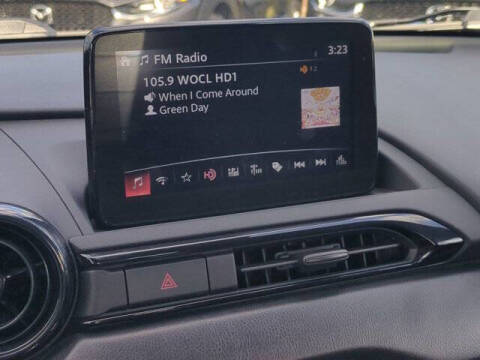 FM Radio 3:23
105.9 WOCL HD1
When I Come Around
Green Day